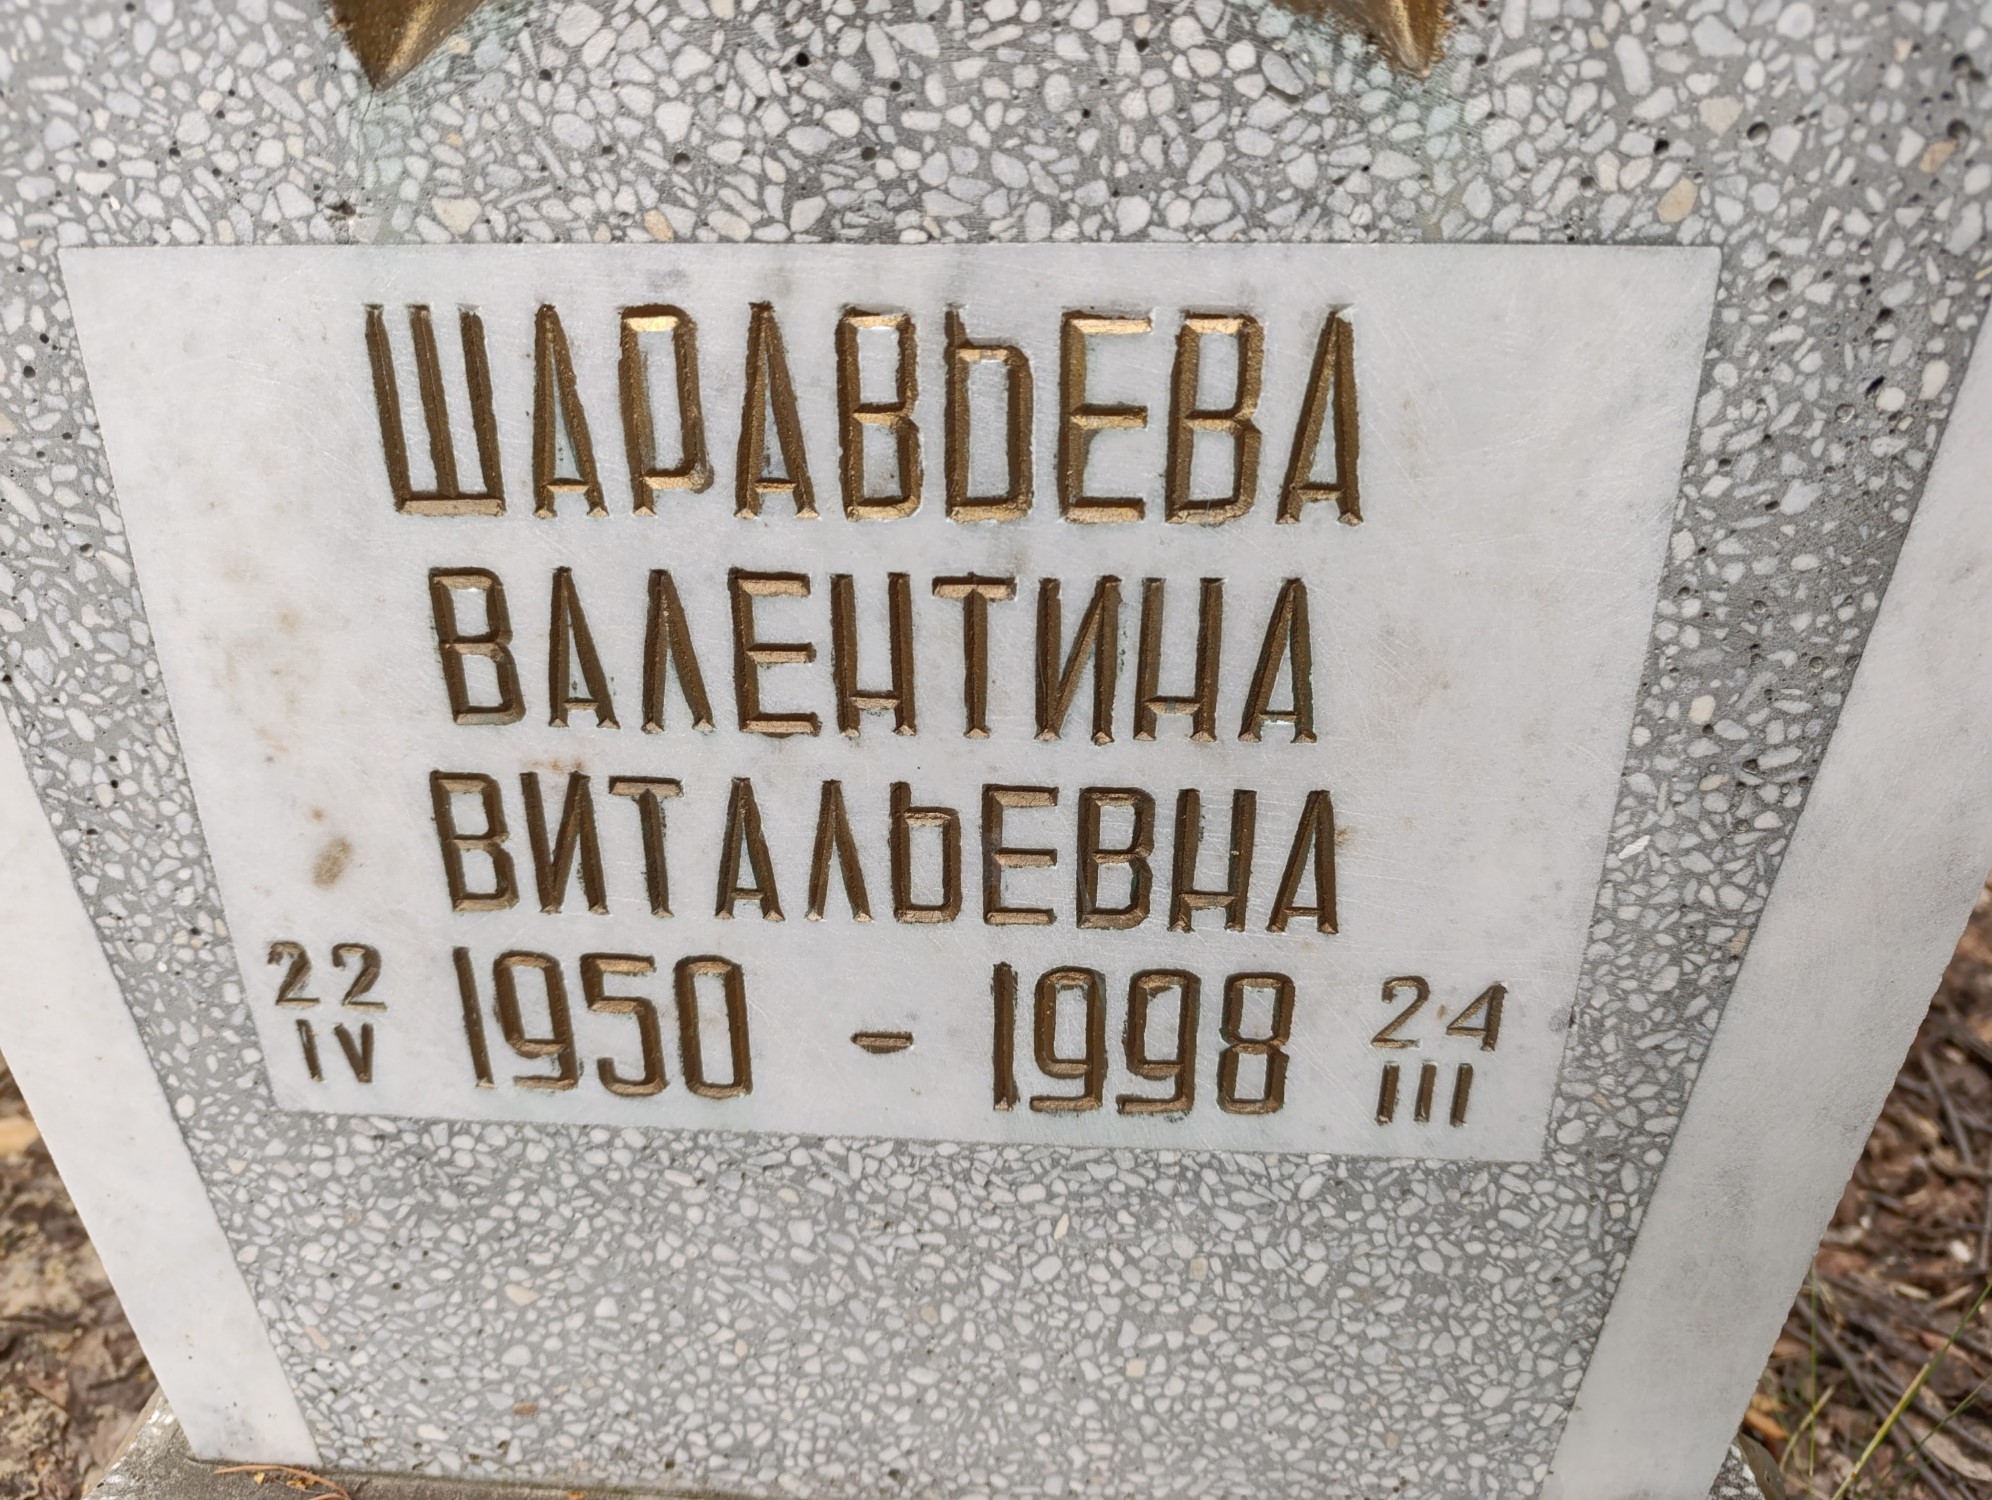 ШАРАВЬЕВА
ВАЛЕНТИНА
ВИТАЛЬЕВНА
22 IV 1950 - 1998 24 III